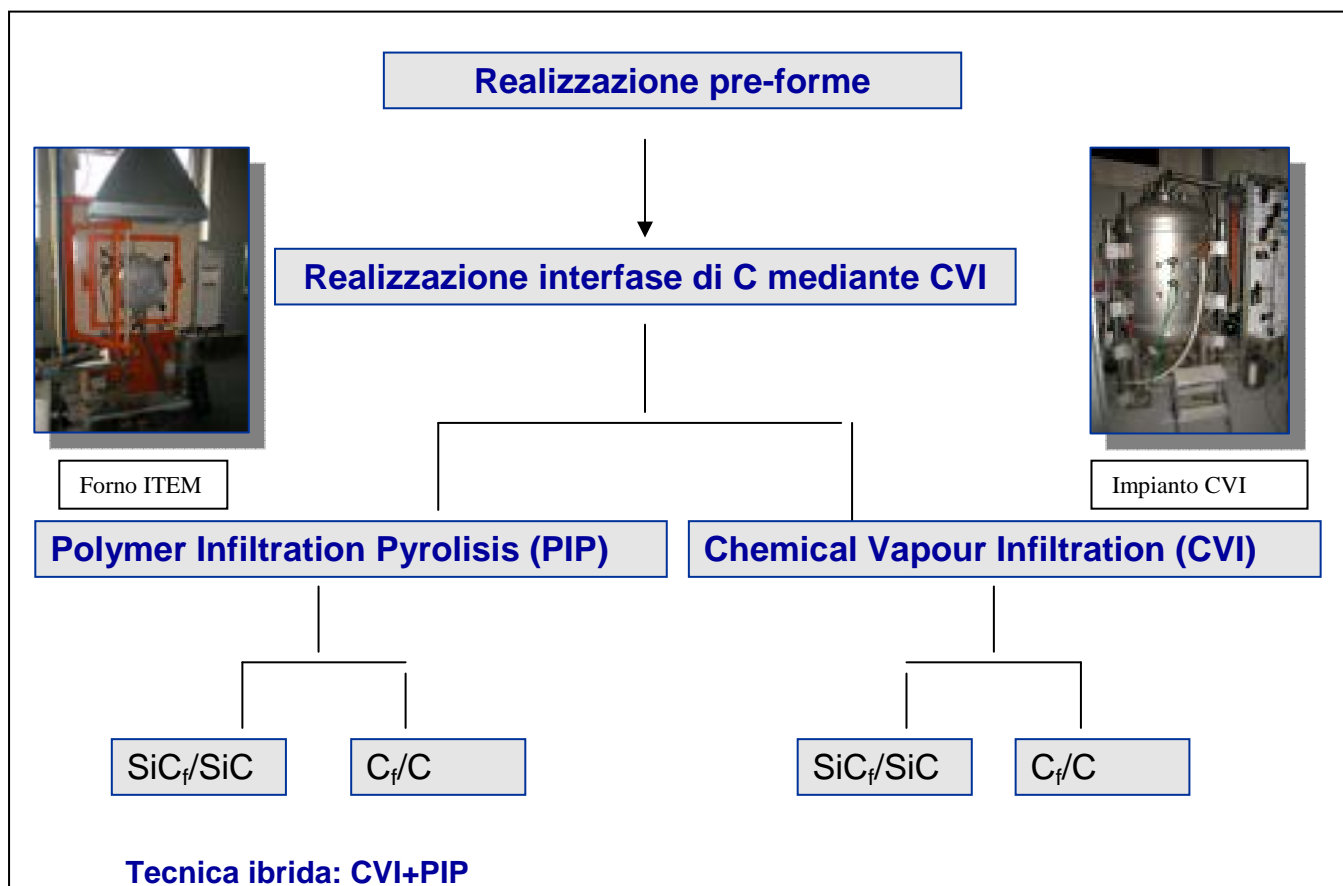 Realizzazione pre-forme
Realizzazione interfase di C mediante CVI
Forno ITEM
Impianto CVI
Polymer Infiltration Pyrolisis (PIP)
Chemical Vapour Infiltration (CVI)
SiCf/SiC
Cf/C
SiCf/SiC
Cf/C
Tecnica ibrida: CVI+PIP